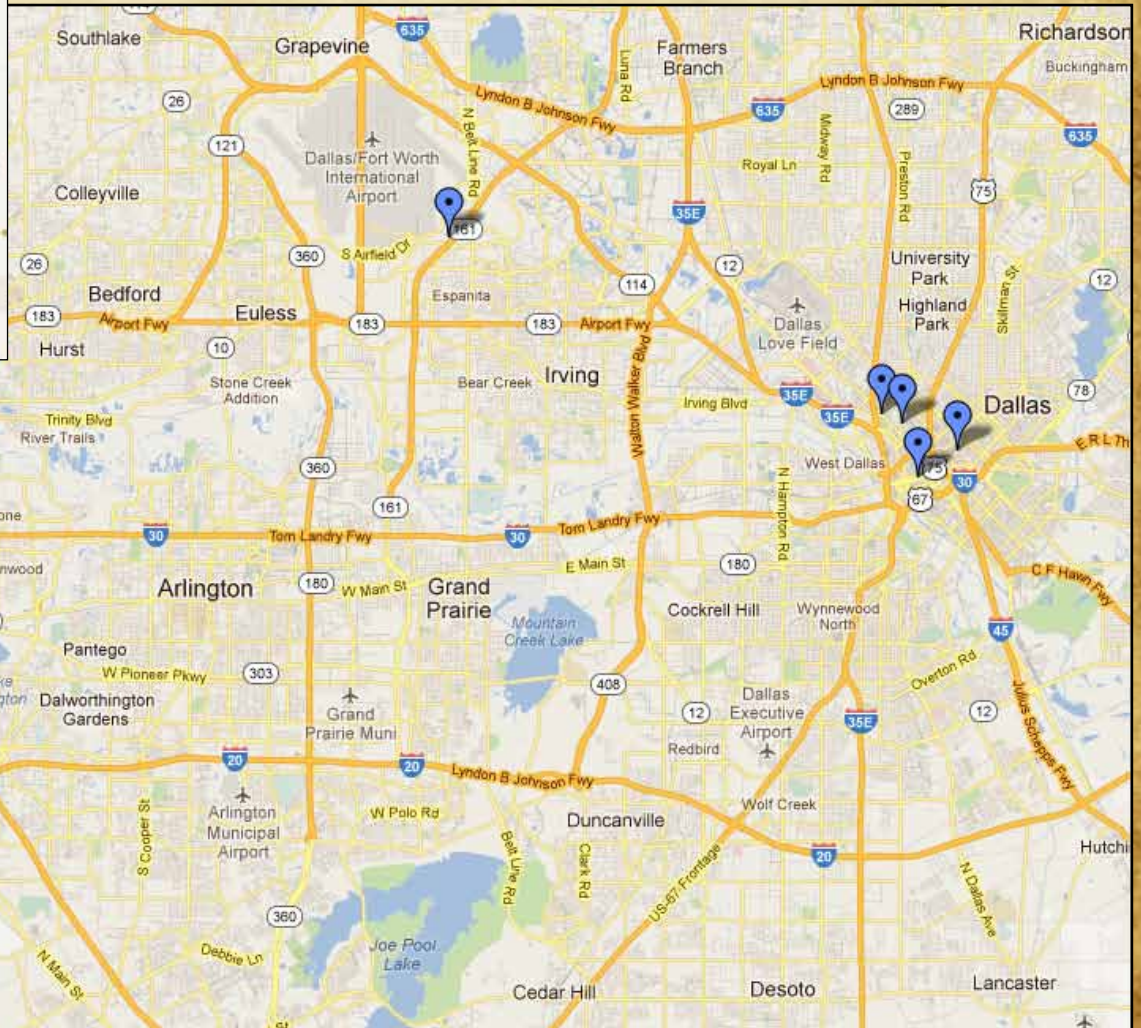 Southlake
Grapevine
635
Farmers
Branch
Richardson
Buckingham
Luna Rd
Lyndon B Johnson Fwy
26
Lyndon B Johnson Fwy
635
289
635
121
N Belt Line Rd
Midway Rd
Dallas/Fort Worth
International
Airport
Royal Ln
Preston Rd
75
Colleyville
35E
161
S Airfield Dr
360
26
12
University
Park
12
Skillman St
114
Bedford
Espanita
Highland
Park
183
Airport Fwy
Euless
183
183
Airport Fwy
Dallas
Love Field
Hurst
10
Stone Creek
Addition
Bear Creek
Irving
Walton Walker Blvd
78
35E
Irving Blvd
35E
Dallas
Trinity Blvd
River Trails
E R L Th
360
West Dallas
75
30
N Hampton Rd
67
161
one
30
Tom Landry Fwy
30
Tom Landry Fwy
nwood
Arlington
180
W Main St
Grand
Prairie
E Main St
180
C F Hawn Fwy
Cockrell Hill
Wynnewood
North
Mountain
Creek Lake
45
Pantego
W Pioneer Pkwy
303
408
Overton Rd
ke
gton
Dalworthington
Gardens
Grand
Prairie Muni
12
Dallas
Executive
Airport
12
35E
Julius Schepps Fwy
Redbird
20
20
Lyndon B Johnson Fwy
S Cooper St
Arlington
Municipal
Airport
W Polo Rd
Wolf Creek
Duncanville
Belt Line Rd
Clark Rd
20
Hutchi
US-67 Frontage
N Dallas Ave
360
Debbie Ln
Joe Pool
Lake
N Main St
Cedar Hill
Desoto
Lancaster